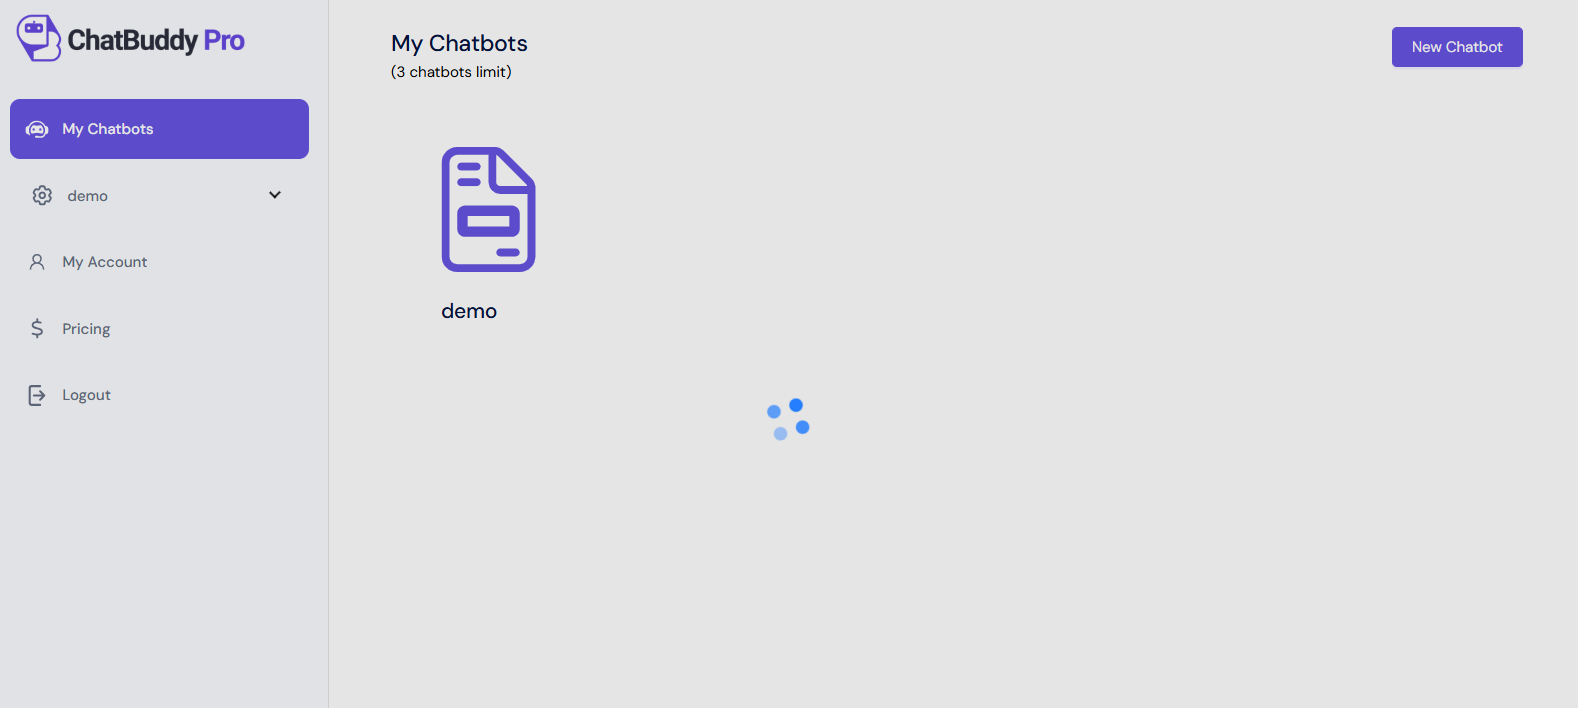 ChatBuddy Pro
My Chatbots
demo
My Account
Pricing
Logout
My Chatbots
(3 chatbots limit)
New Chatbot
demo